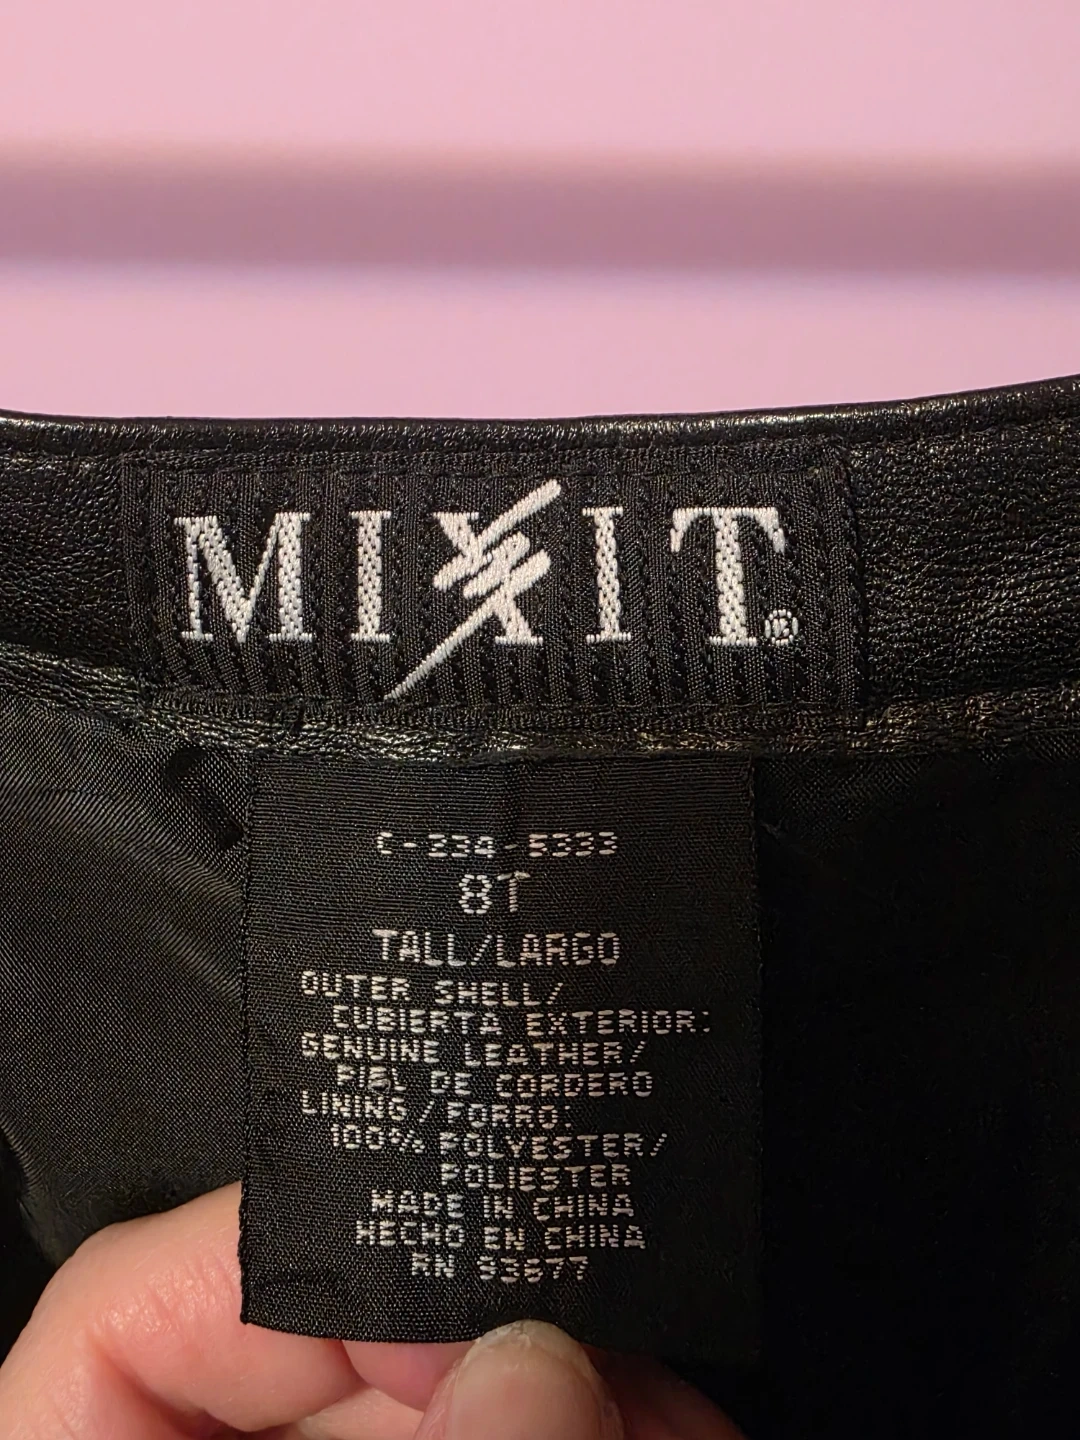 MIXIT®
C-234-5333
8T
TALL/LARGO
OUTER SHELL/
CUBIERTA EXTERIOR:
GENUINE LEATHER/
PIEL DE CORDERO
LINING/FORRO:
100% POLYESTER/
POLIESTER
MADE IN CHINA
HECHO EN CHINA
RN